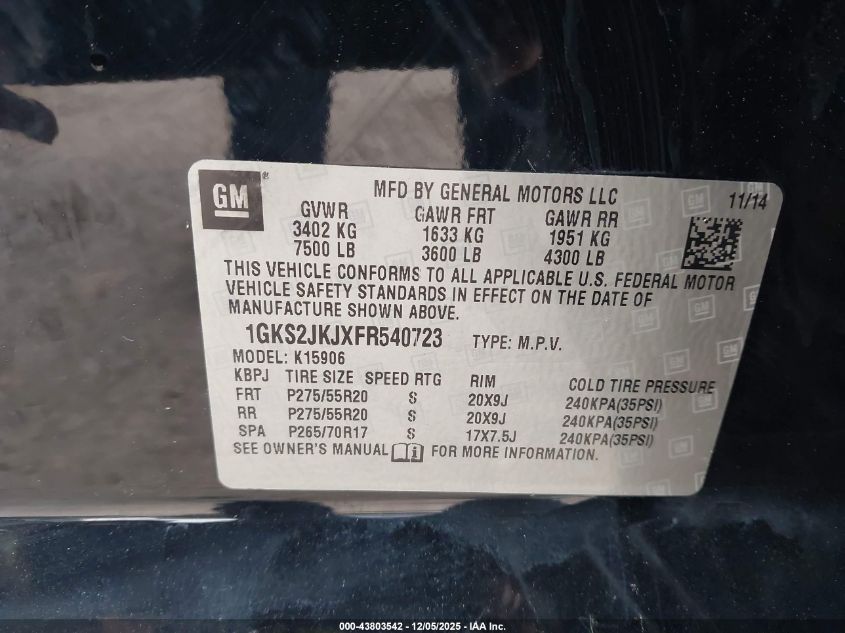 GM®
MFD BY GENERAL MOTORS LLC 11/14
GVWR GAWR FRT GAWR RR
3402 KG 1633 KG 1951 KG
7500 LB 3600 LB 4300 LB
THIS VEHICLE CONFORMS TO ALL APPLICABLE U.S. FEDERAL MOTOR
VEHICLE SAFETY STANDARDS IN EFFECT ON THE DATE OF
MANUFACTURE SHOWN ABOVE.
1GKS2JKJXFR540723 TYPE: M.P.V.
MODEL: K15906
KBPJ TIRE SIZE SPEED RTG RIM COLD TIRE PRESSURE
FRT P275/55R20 S 20X9J 240KPA(35PSI)
RR P275/55R20 S 20X9J 240KPA(35PSI)
SPA P265/70R17 S 17X7.5J 240KPA(35PSI)
SEE OWNER'S MANUAL i FOR MORE INFORMATION.
000-43803542 - 12/05/2025 - IAA Inc.